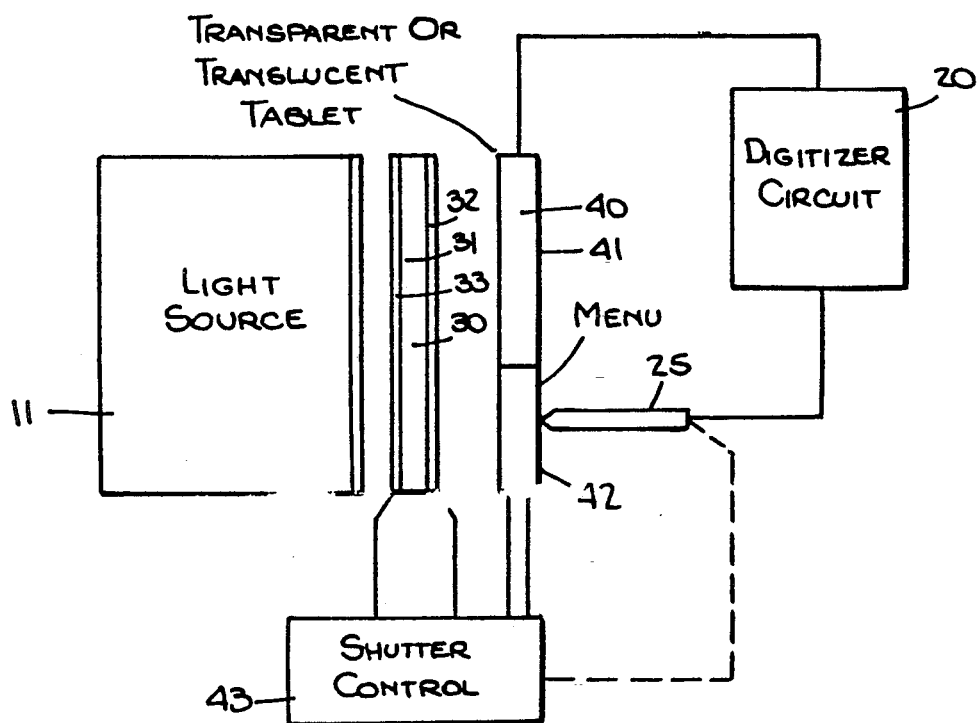 TRANSPARENT OR
TRANSLUCENT
TABLET
20
DIGITIZER
CIRCUIT
LIGHT
SOURCE
32
31
33
30
40
41
MENU
25
11
42
SHUTTER
CONTROL
43